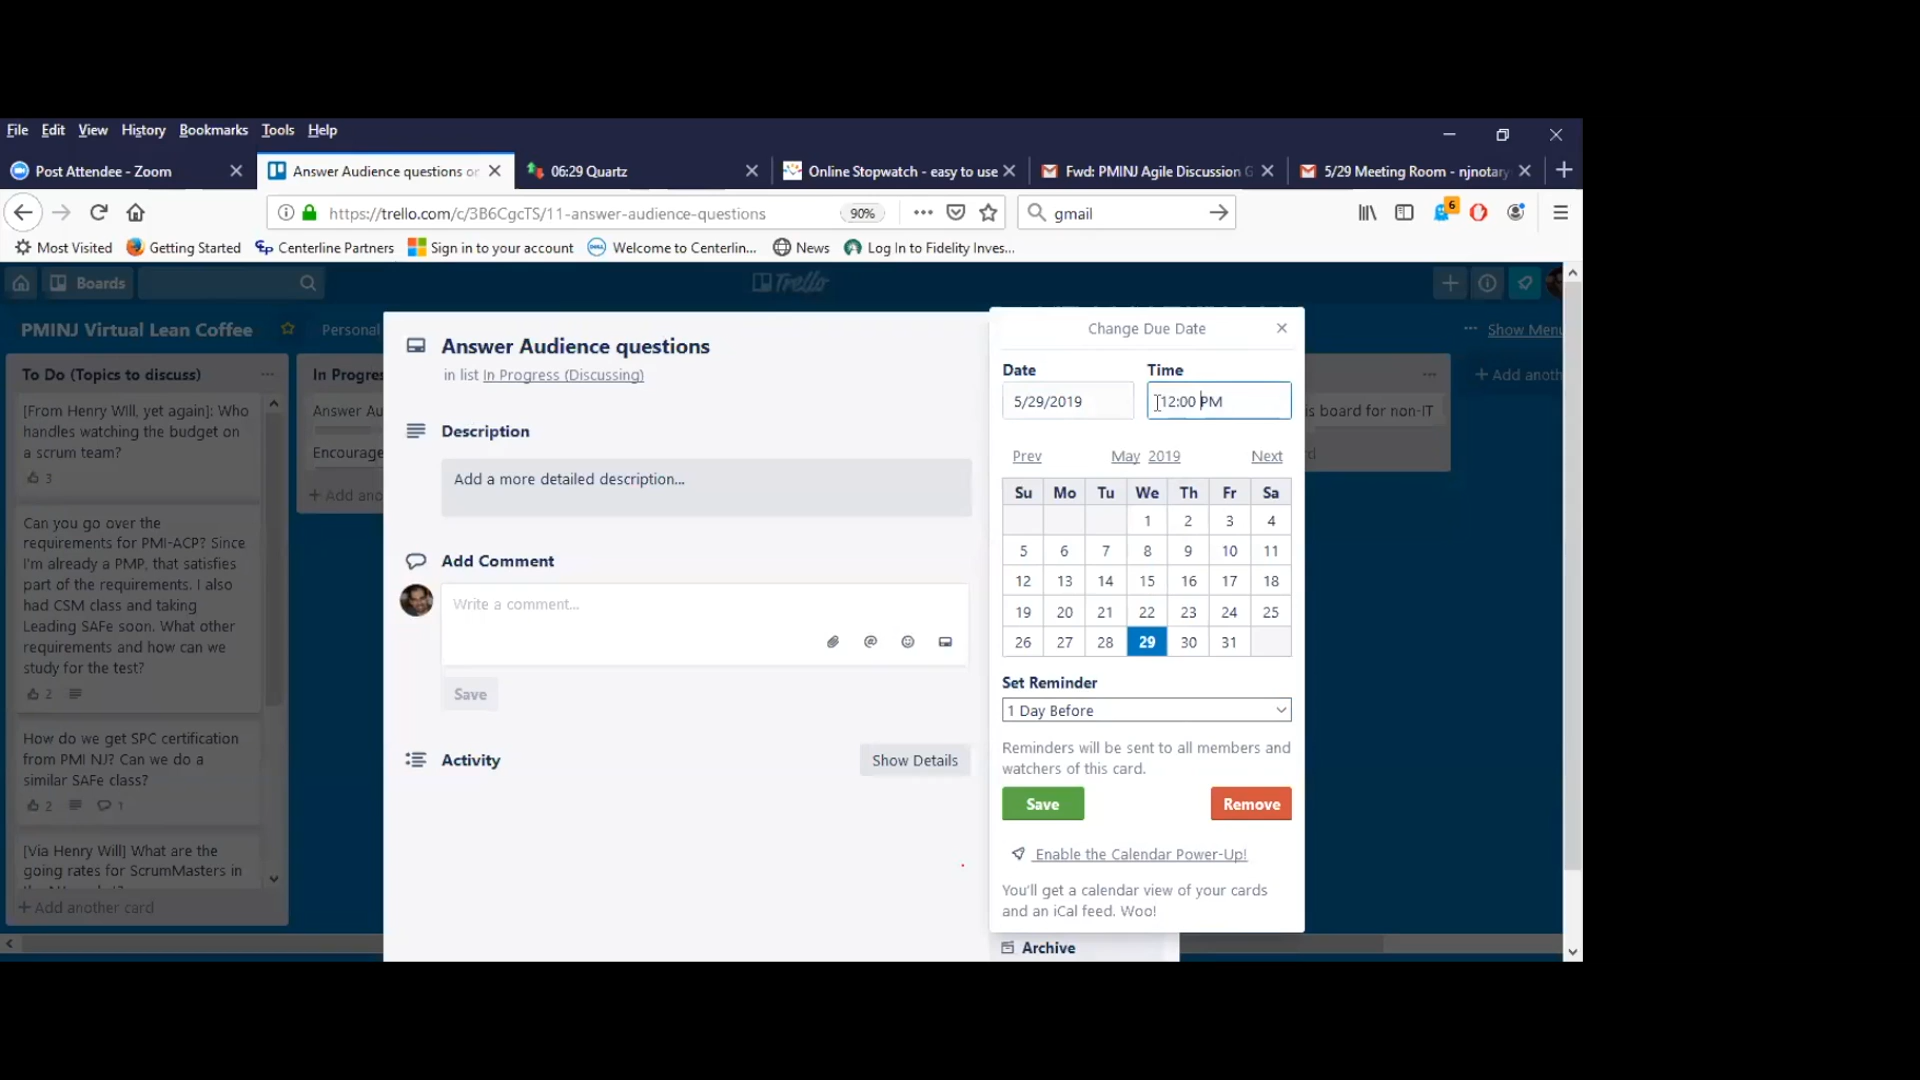 File Edit View History Bookmarks Tools Help
Post Attendee - Zoom
Answer Audience questions or
06:29 Quartz
Online Stopwatch - easy to use
Fwd: PMINJ Agile Discussion G
5/29 Meeting Room - njnotary
https://trello.com/c/3B6CgcTS/11-answer-audience-questions
90%
gmail
6
Most Visited
Getting Started
Centerline Partners
Sign in to your account
Welcome to Centerlin...
News
Log In to Fidelity Inves...
Boards
Trello
PMINJ Virtual Lean Coffee
Personal
Show Menu
To Do (Topics to discuss)
[From Henry Will, yet again]: Who
handles watching the budget on
a scrum team?
3
Can you go over the
requirements for PMI-ACP? Since
I'm already a PMP, that satisfies
part of the requirements. I also
had CSM class and taking
Leading SAFe soon. What other
requirements and how can we
study for the test?
2
How do we get SPC certification
from PMI NJ? Can we do a
similar SAFe class?
2
1
[Via Henry Will] What are the
going rates for ScrumMasters in
+ Add another card
In Progres
Answer Au
Encourage
+ Add ano
Answer Audience questions
in list In Progress (Discussing)
Description
Add a more detailed description...
Add Comment
Write a comment...
Save
Activity
Show Details
Change Due Date
Date
Time
5/29/2019
12:00 PM
Prev
May 2019
Next
Su Mo Tu We Th Fr Sa
1 2 3 4
5 6 7 8 9 10 11
12 13 14 15 16 17 18
19 20 21 22 23 24 25
26 27 28 29 30 31
Set Reminder
1 Day Before
Reminders will be sent to all members and
watchers of this card.
Save
Remove
Enable the Calendar Power-Up!
You'll get a calendar view of your cards
and an iCal feed. Woo!
Archive
is board for non-IT
+ Add anoth